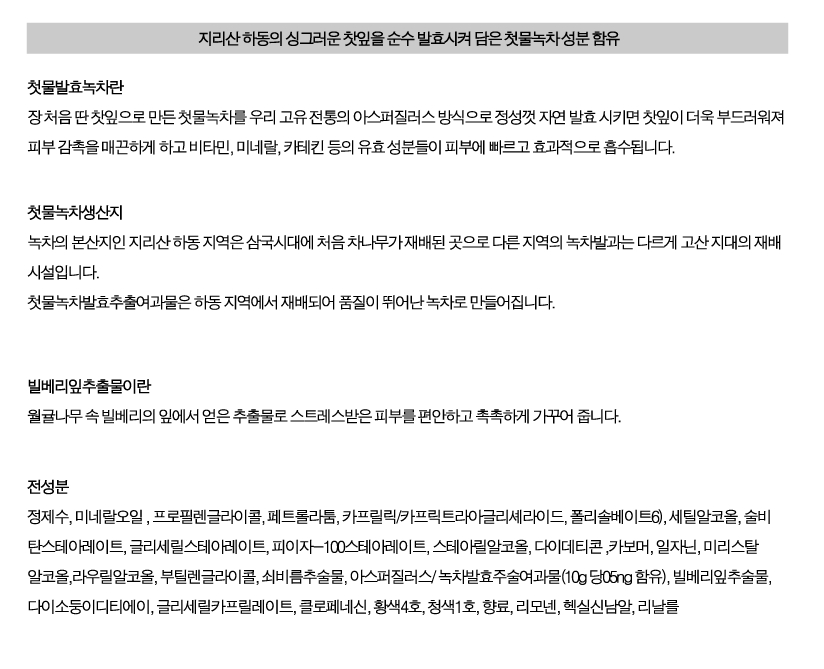 지리산 하동의 싱그러운 찻잎을 순수 발효시켜 담은 첫물녹차 성분 함유
첫물발효녹차란
장 처음 딴 찻잎으로 만든 첫물녹차를 우리 고유 전통의 아스퍼질러스 방식으로 정성껏 자연 발효 시키면 찻잎이 더욱 부드러워져
피부 감촉을 매끈하게 하고 비타민, 미네랄, 카테킨 등의 유효 성분들이 피부에 빠르고 효과적으로 흡수됩니다.
첫물녹차생산지
녹차의 본산지인 지리산 하동 지역은 삼국시대에 처음 차나무가 재배된 곳으로 다른 지역의 녹차발과는 다르게 고산 지대의 재배
시설입니다.
첫물녹차발효추출여과물은 하동 지역에서 재배되어 품질이 뛰어난 녹차로 만들어집니다.
빌베리잎추출물이란
월귤나무 속 빌베리의 잎에서 얻은 추출물로 스트레스받은 피부를 편안하고 촉촉하게 가꾸어 줍니다.
전성분
정제수, 미네랄오일 , 프로필렌글라이콜, 페트롤라툼, 카프릴릭/카프릭트라아글리셰라이드, 폴리솔베이트6), 세틸알코올, 술비
탄스테아레이트, 글리세릴스테아레이트, 피이자-100스테아레이트, 스테아릴알코올, 다이데티콘 ,카보머, 일자닌, 미리스탈
알코올,라우릴알코올, 부틸렌글라이콜, 쇠비름추술물, 아스퍼질러스/ 녹차발효주술여과물(10g 당05ng 함유), 빌베리잎추술물,
다이소둥이디티에이, 글리세릴카프릴레이트, 클로페네신, 황색4호, 청색1호, 향료, 리모넨, 헥실신남알, 리날를